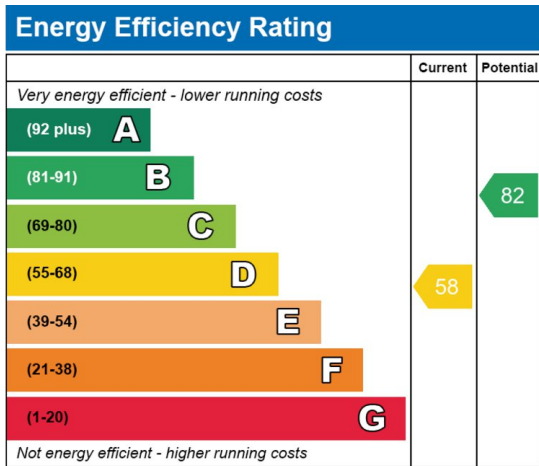 Energy Efficiency Rating
Current Potential
Very energy efficient - lower running costs
(92 plus) A
(81-91) B
82
(69-80) C
(55-68) D
58
(39-54) E
(21-38) F
(1-20) G
Not energy efficient - higher running costs